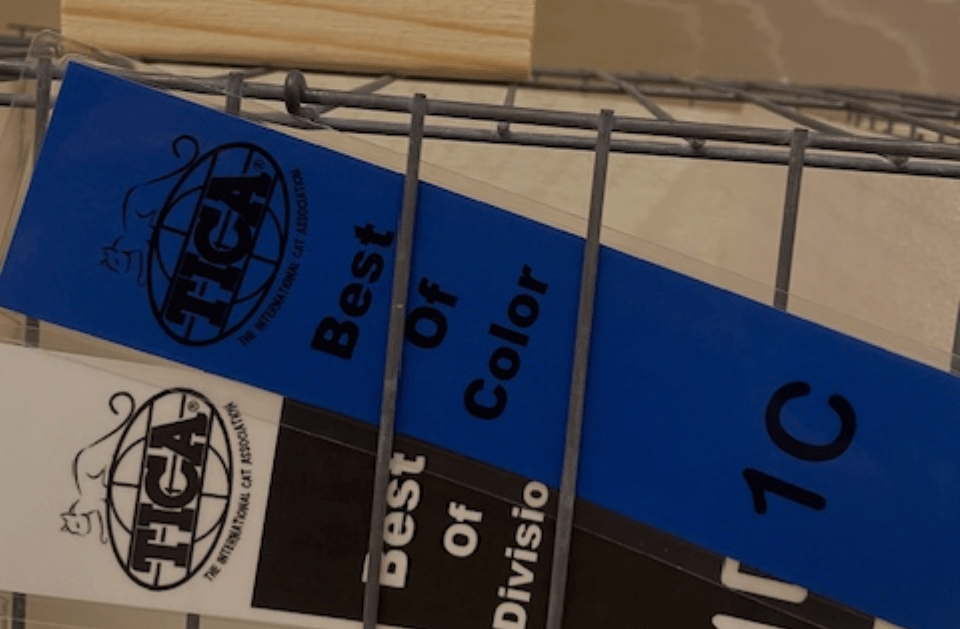 TICA®
THE INTERNATIONAL CAT ASSOCIATION
Best
Of
Color
1C
TICA®
THE INTERNATIONAL CAT ASSOCIATION
Best
Of
Divisio